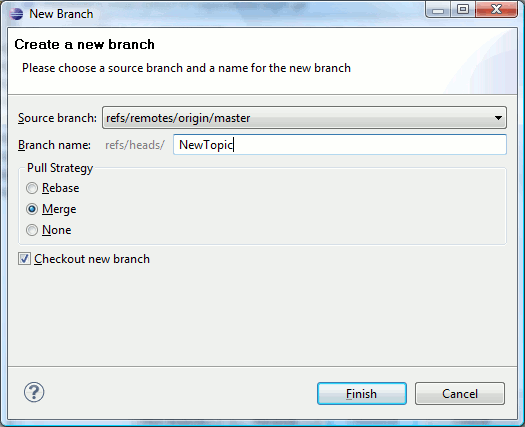 New Branch
Create a new branch
Please choose a source branch and a name for the new branch
Source branch: refs/remotes/origin/master
Branch name: refs/heads/ NewTopic
Pull Strategy
Rebase
Merge
None
Checkout new branch
? Finish Cancel